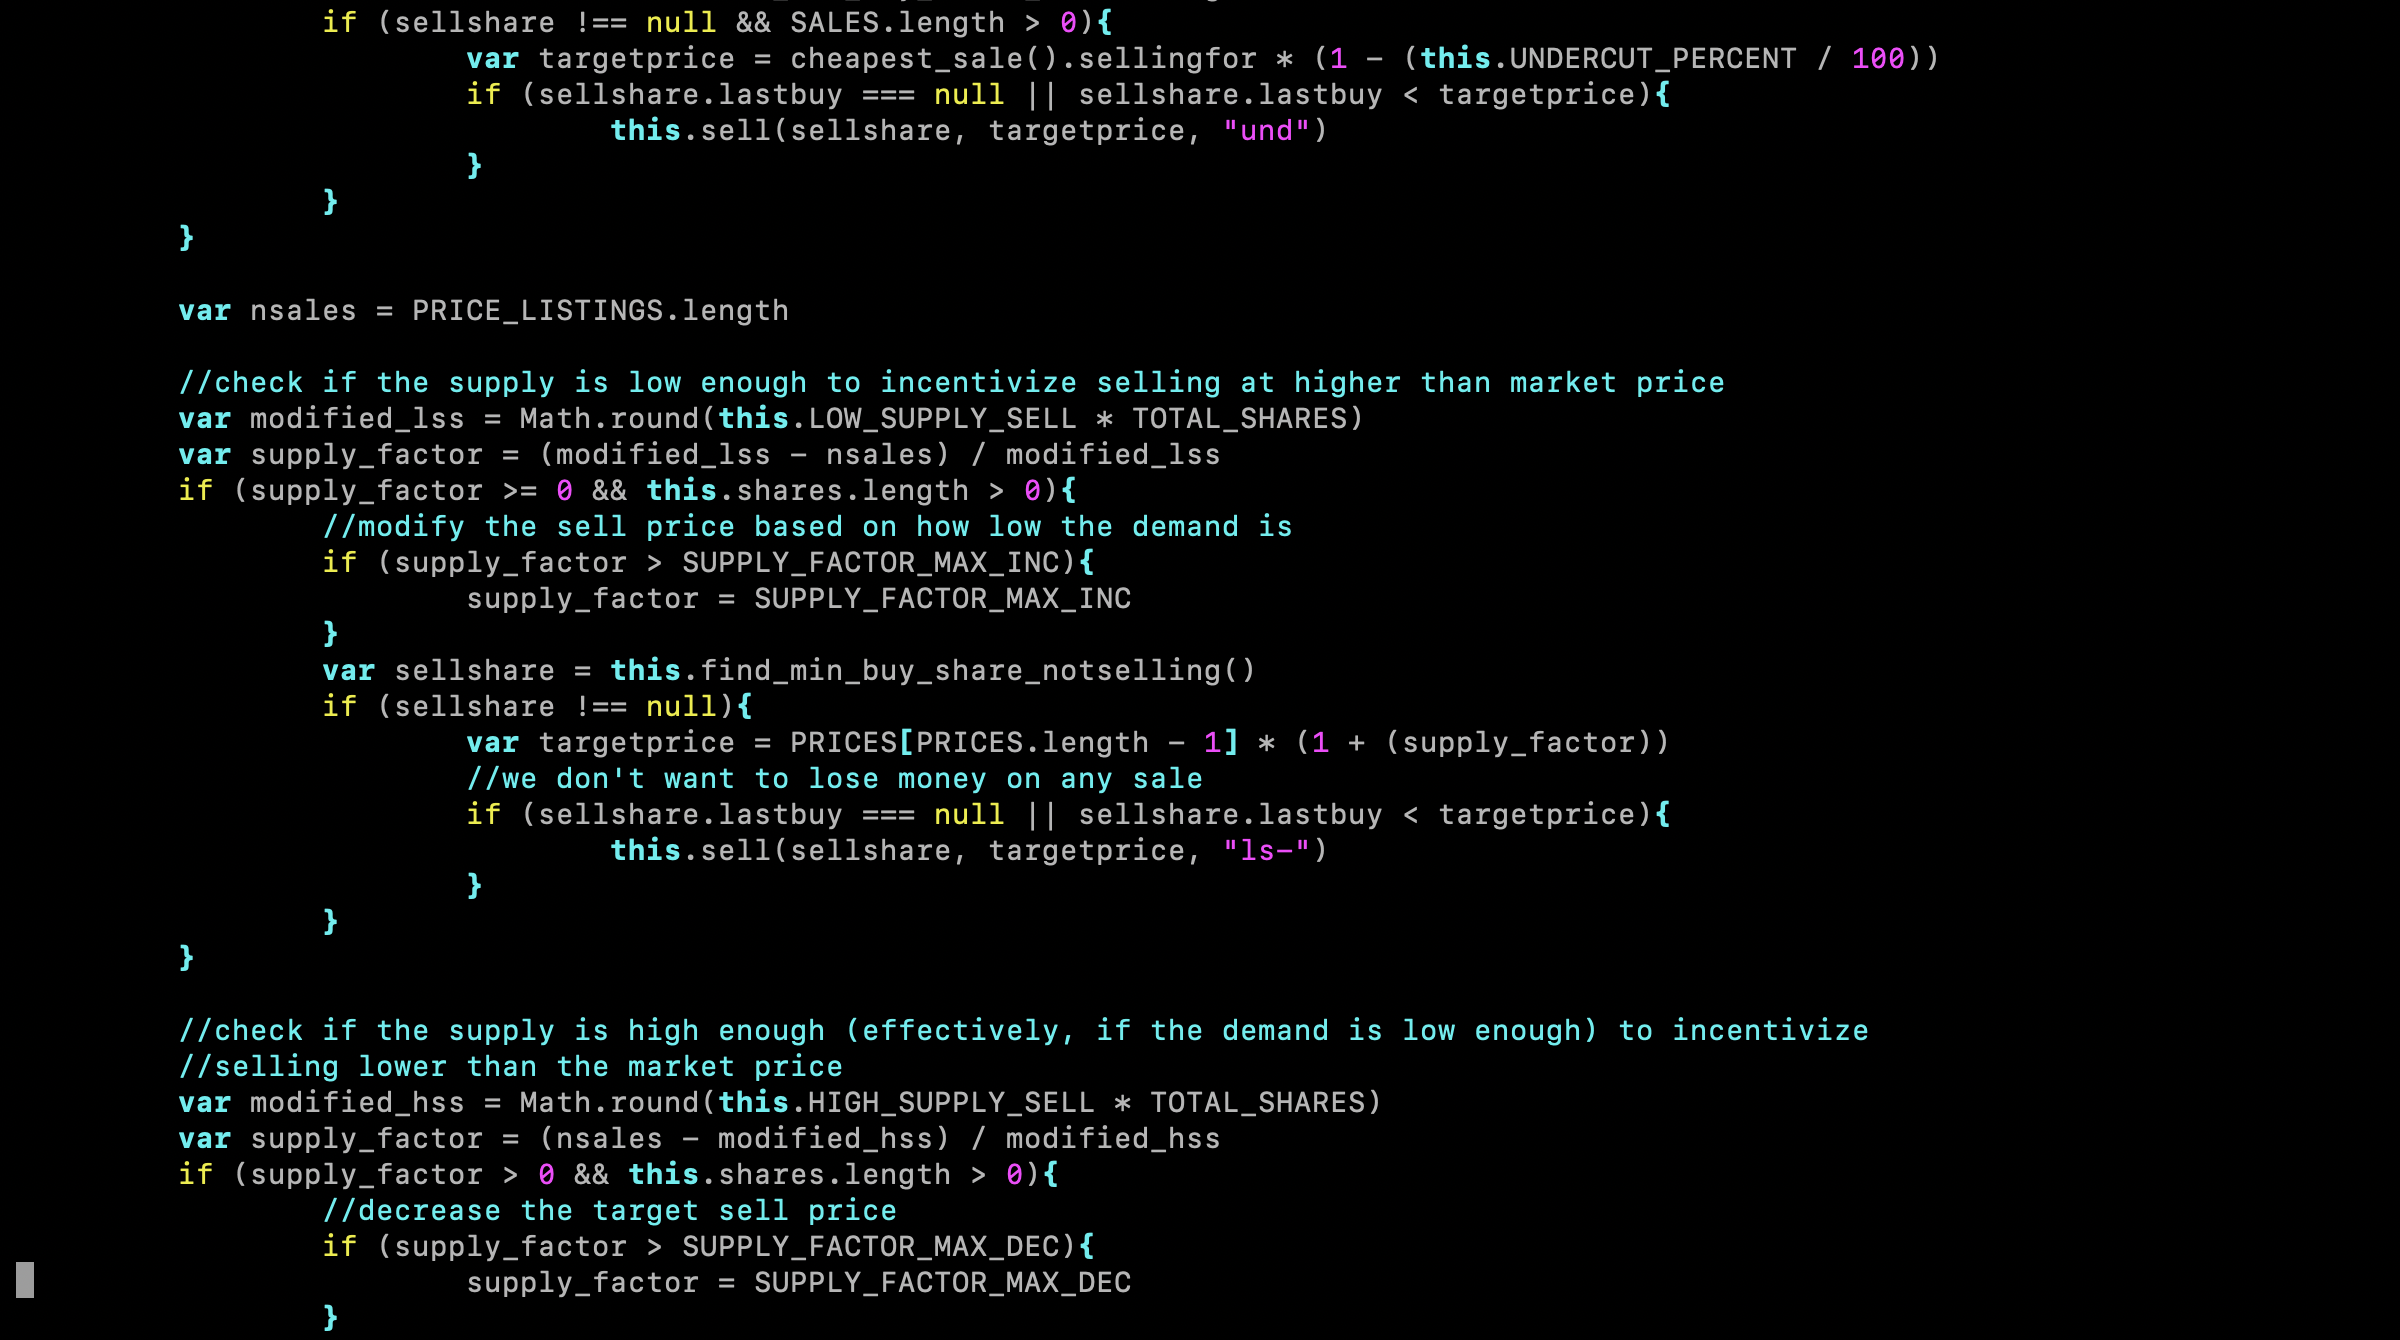 if (sellshare !== null && SALES.length > 0){
var targetprice = cheapest_sale().sellingfor * (1 - (this.UNDERCUT_PERCENT / 100))
if (sellshare.lastbuy === null || sellshare.lastbuy < targetprice){
this.sell(sellshare, targetprice, "und")
}
}
}
var nsales = PRICE_LISTINGS.length
//check if the supply is low enough to incentivize selling at higher than market price
var modified_lss = Math.round(this.LOW_SUPPLY_SELL * TOTAL_SHARES)
var supply_factor = (modified_lss - nsales) / modified_lss
if (supply_factor >= 0 && this.shares.length > 0){
//modify the sell price based on how low the demand is
if (supply_factor > SUPPLY_FACTOR_MAX_INC){
supply_factor = SUPPLY_FACTOR_MAX_INC
}
var sellshare = this.find_min_buy_share_notselling()
if (sellshare !== null){
var targetprice = PRICES[PRICES.length - 1] * (1 + (supply_factor))
//we don't want to lose money on any sale
if (sellshare.lastbuy === null || sellshare.lastbuy < targetprice){
this.sell(sellshare, targetprice, "ls-")
}
}
}
//check if the supply is high enough (effectively, if the demand is low enough) to incentivize
//selling lower than the market price
var modified_hss = Math.round(this.HIGH_SUPPLY_SELL * TOTAL_SHARES)
var supply_factor = (nsales - modified_hss) / modified_hss
if (supply_factor > 0 && this.shares.length > 0){
//decrease the target sell price
if (supply_factor > SUPPLY_FACTOR_MAX_DEC){
supply_factor = SUPPLY_FACTOR_MAX_DEC
}